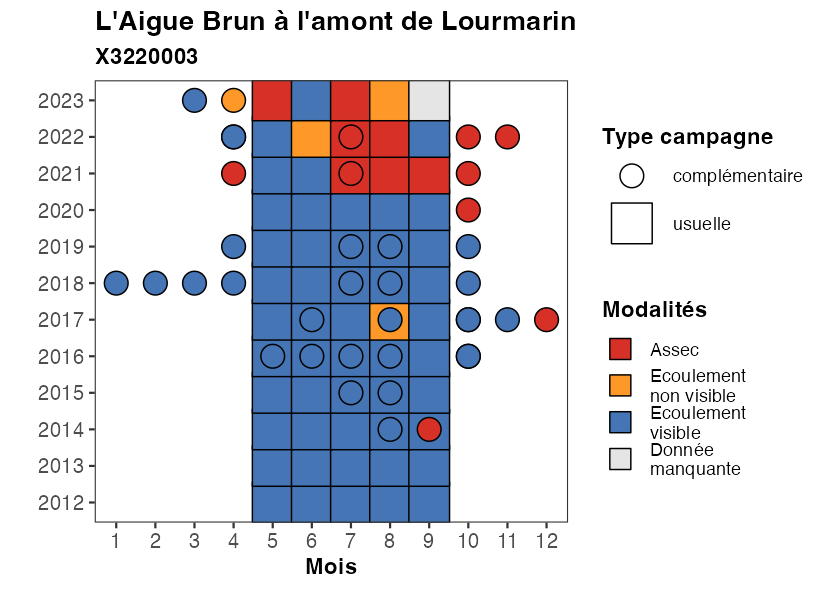 L'Aigue Brun à l'amont de Lourmarin
X3220003
2023
2022
2021
2020
2019
2018
2017
2016
2015
2014
2013
2012
1 2 3 4 5 6 7 8 9 10 11 12
Mois
Type campagne
complémentaire
usuelle
Modalités
Assec
Ecoulement
non visible
Ecoulement
visible
Donnée
manquante